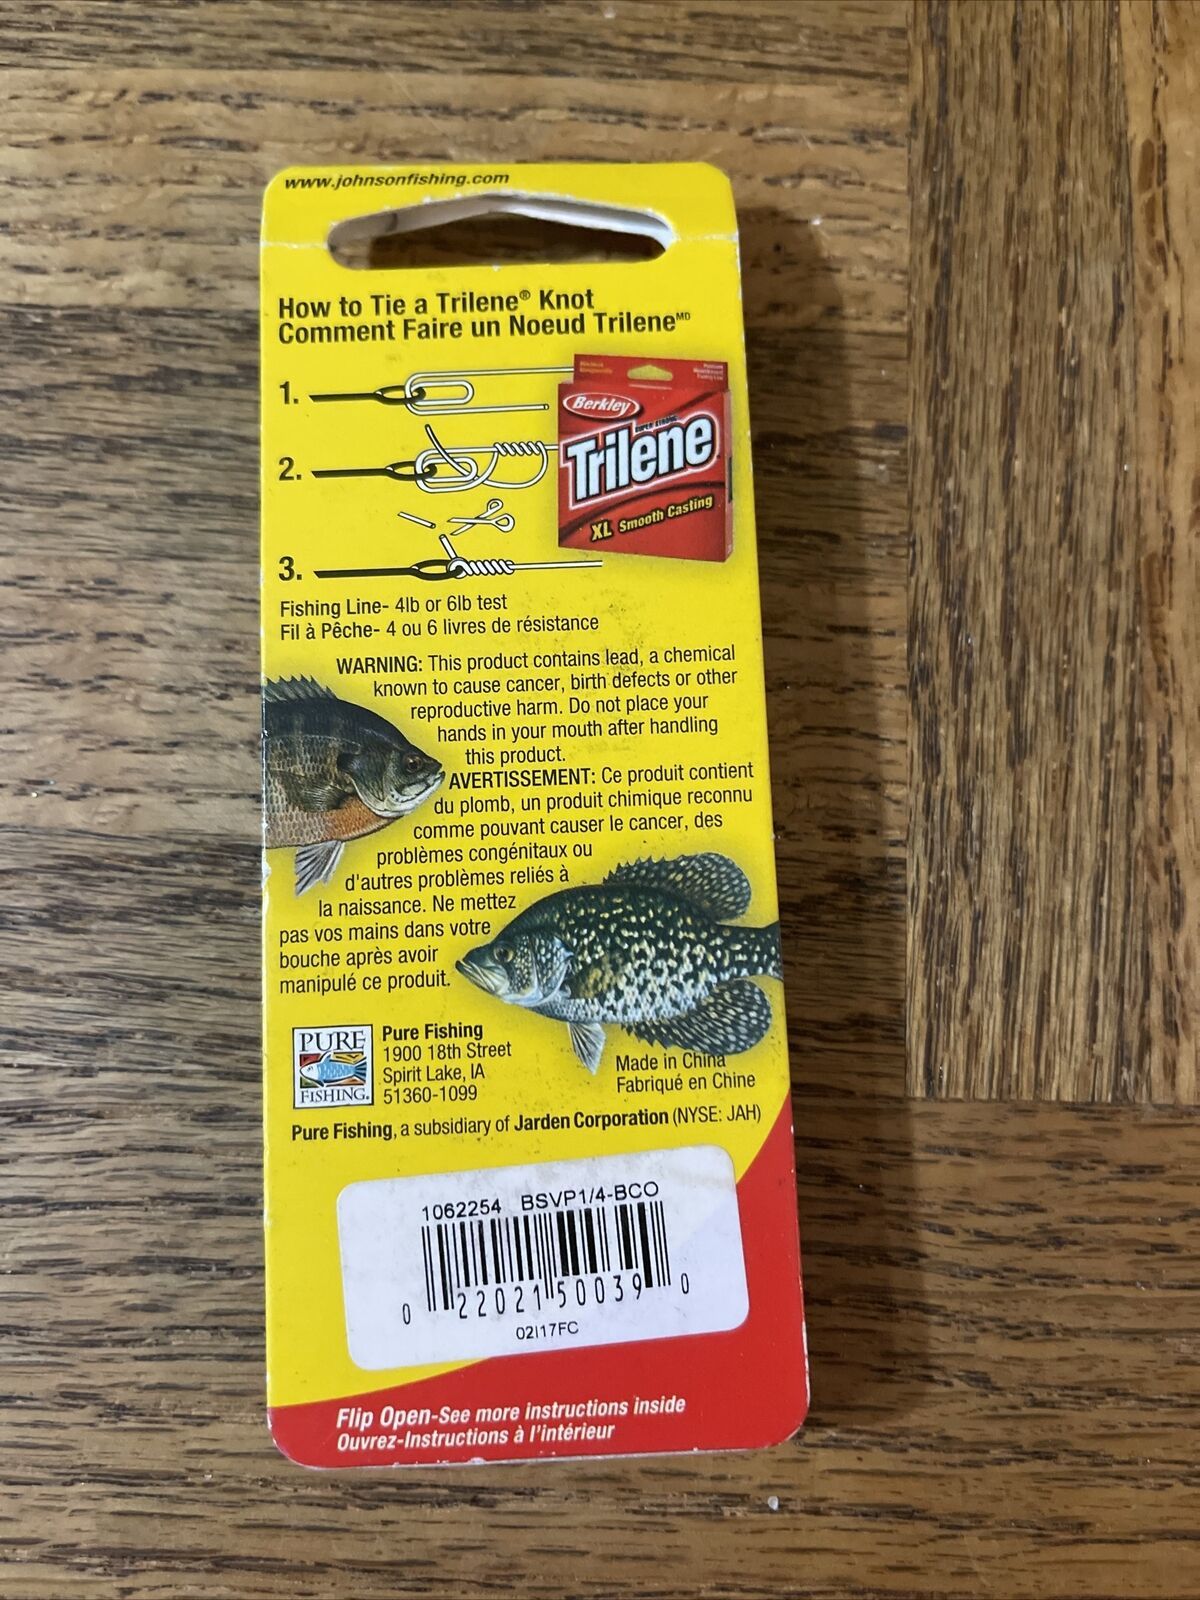 www.johnsonfishing.com
How to Tie a Trilene® Knot
Comment Faire un Noeud Trilene MD
1.
Berkley
SUPER STRONG
Trilene
XL Smooth Casting
2.
3.
Fishing Line- 4lb or 6lb test
Fil à Pêche- 4 ou 6 livres de résistance
WARNING: This product contains lead, a chemical
known to cause cancer, birth defects or other
reproductive harm. Do not place your
hands in your mouth after handling
this product.
AVERTISSEMENT: Ce produit contient
du plomb, un produit chimique reconnu
comme pouvant causer le cancer, des
problèmes congénitaux ou
d'autres problèmes reliés à
la naissance. Ne mettez
pas vos mains dans votre
bouche après avoir
manipulé ce produit.
PURE
FISHING®
Pure Fishing
1900 18th Street
Spirit Lake, IA
51360-1099
Made in China
Fabriqué en Chine
Pure Fishing, a subsidiary of Jarden Corporation (NYSE: JAH)
1062254 BSVP1/4-BCO
0 22021 50039 0
02I17FC
Flip Open-See more instructions inside
Ouvrez-Instructions à l'intérieur